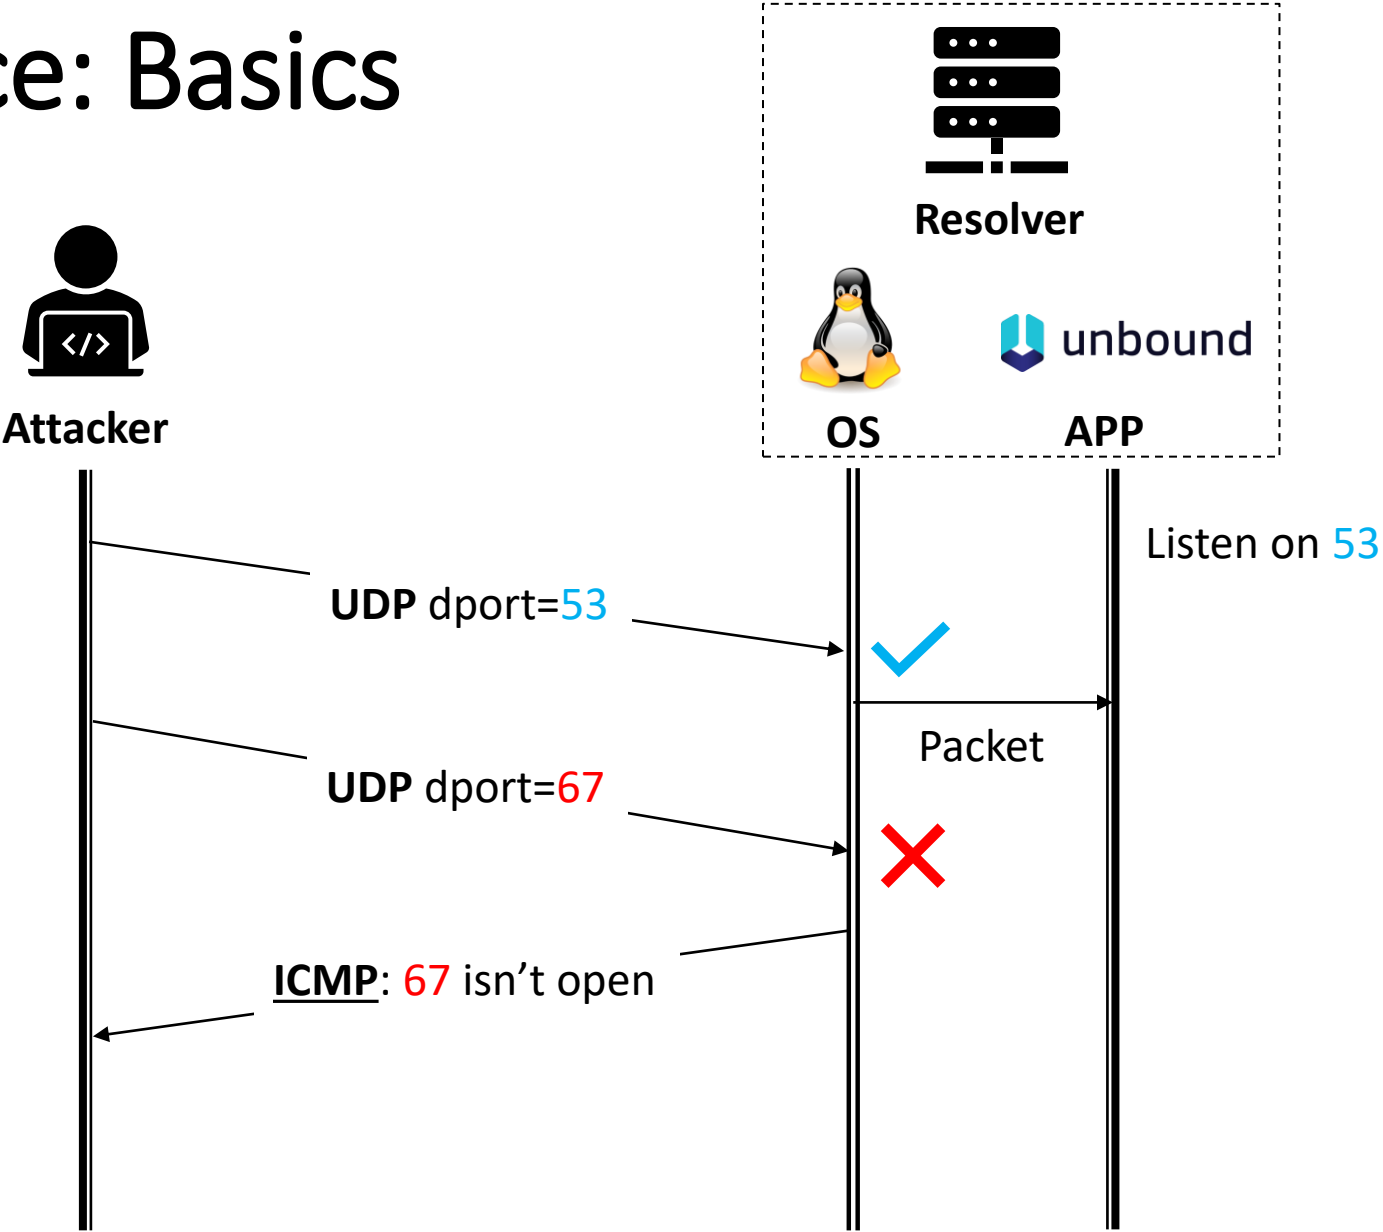 ce: Basics
Resolver
</>
unbound
Attacker
OS
APP
Listen on 53
UDP dport=53
Packet
UDP dport=67
ICMP: 67 isn’t open